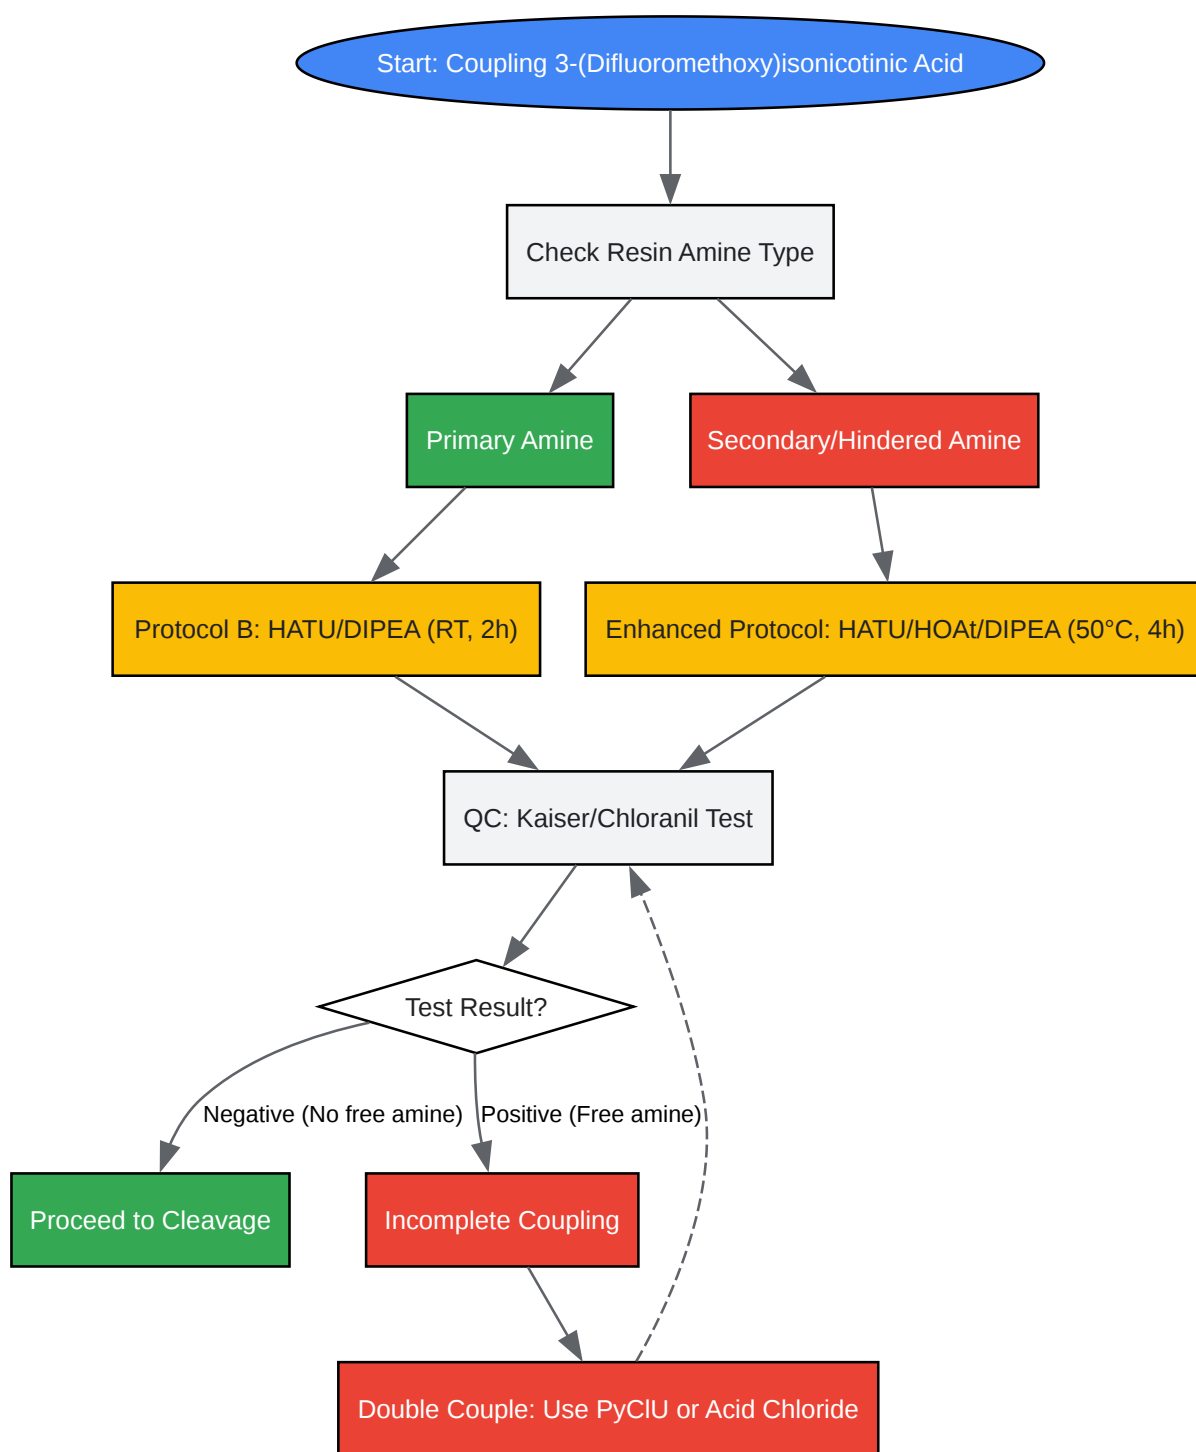 Start: Coupling 3-(Difluoromethoxy)isonicotinic Acid
Check Resin Amine Type
Primary Amine
Secondary/Hindered Amine
Protocol B: HATU/DIPEA (RT, 2h)
Enhanced Protocol: HATU/HOAt/DIPEA (50°C, 4h)
QC: Kaiser/Chloranil Test
Test Result?
Negative (No free amine)
Positive (Free amine)
Proceed to Cleavage
Incomplete Coupling
Double Couple: Use PyClU or Acid Chloride